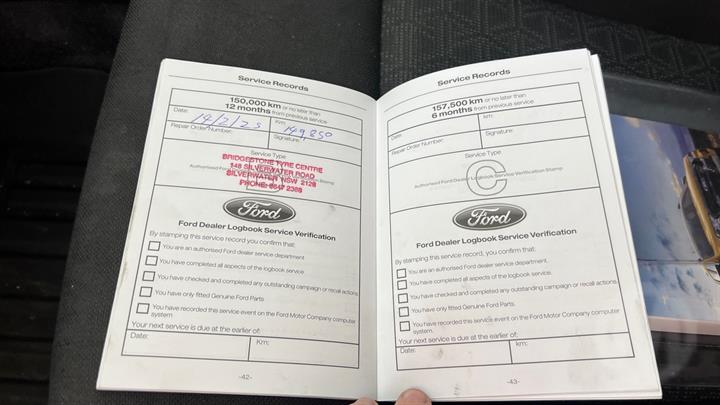 Service Records
150,000 km or no later than
12 months from previous service
Date: 14/2/23
Km: 149,850
Repair Order Number:
Signature:
Service Type
BRIDGESTONE TYRE CENTRE
148 SILVERWATER ROAD
SILVERWATER NSW 2128
PHONE: 9647 2388
Ford
Ford Dealer Logbook Service Verification
By stamping this service record you confirm that:
You are an authorised Ford dealer service department
You have completed all aspects of the logbook service
You have checked and completed any outstanding campaign or recall actions
You have only fitted Genuine Ford Parts
You have recorded this service event on the Ford Motor Company computer
system
Your next service is due at the earlier of:
Date:
Km:
-42-
Service Records
157,500 km or no later than
6 months from previous service
Date:
km:
Repair Order Number:
Signature:
Service Type
C
Authorised Ford Dealer Logbook Service Verification Stamp
Ford
Ford Dealer Logbook Service Verification
By stamping this service record, you confirm that:
You are an authorised Ford dealer service department.
You have completed all aspects of the logbook service.
You have checked and completed any outstanding campaign or recall actions
You have only fitted Genuine Ford Parts.
You have recorded this service event on the Ford Motor Company computer
system.
Your next service is due at the earlier of:
Date:
km:
-43-